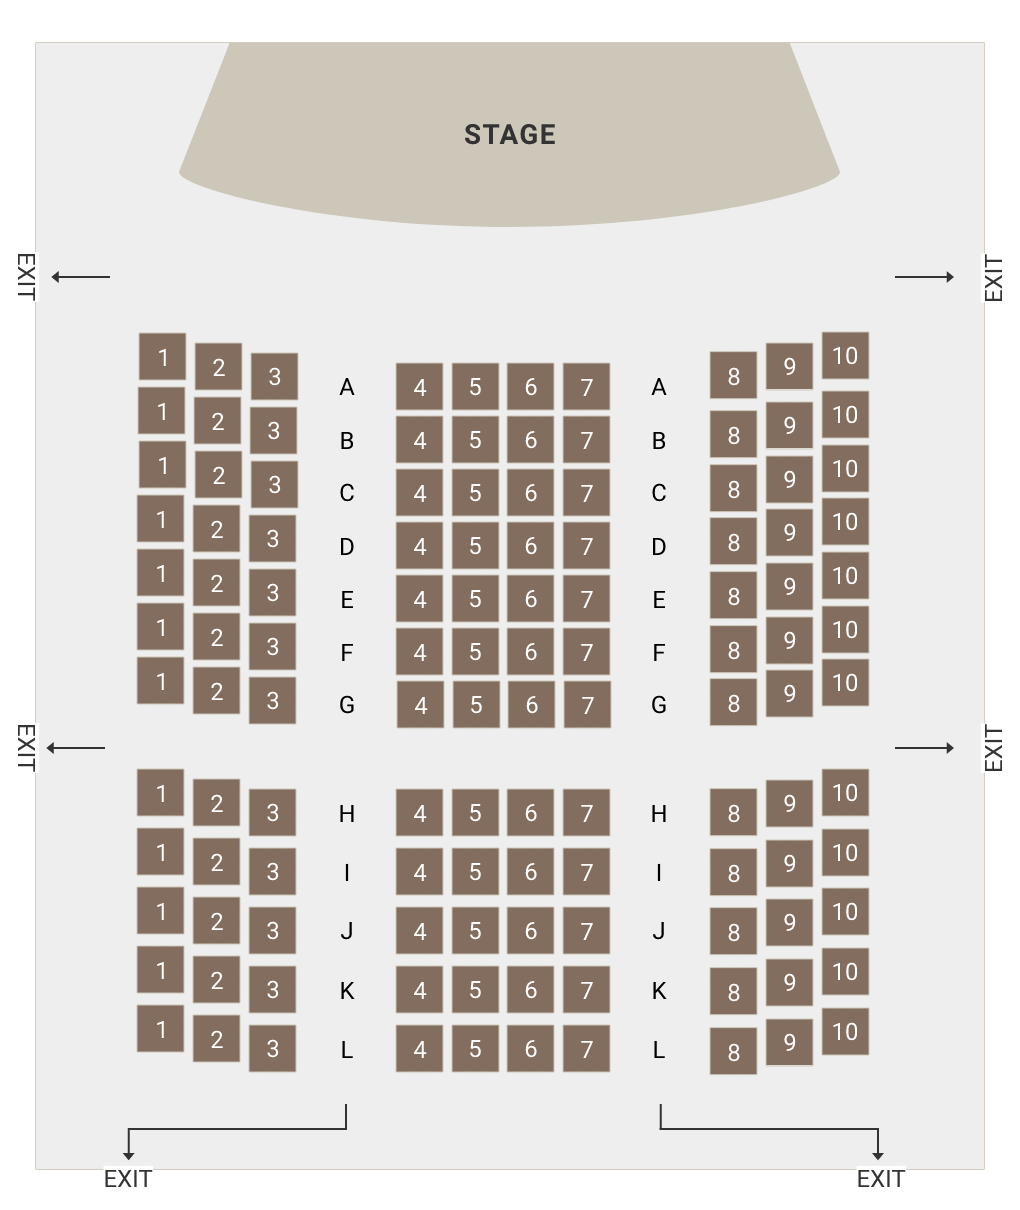 STAGE
EXIT EXIT
1 2 3 A 4 5 6 7 A 8 9 10
1 2 3 B 4 5 6 7 B 8 9 10
1 2 3 C 4 5 6 7 C 8 9 10
1 2 3 D 4 5 6 7 D 8 9 10
1 2 3 E 4 5 6 7 E 8 9 10
1 2 3 F 4 5 6 7 F 8 9 10
1 2 3 G 4 5 6 7 G 8 9 10
EXIT EXIT
1 2 3 H 4 5 6 7 H 8 9 10
1 2 3 I 4 5 6 7 I 8 9 10
1 2 3 J 4 5 6 7 J 8 9 10
1 2 3 K 4 5 6 7 K 8 9 10
1 2 3 L 4 5 6 7 L 8 9 10
EXIT EXIT